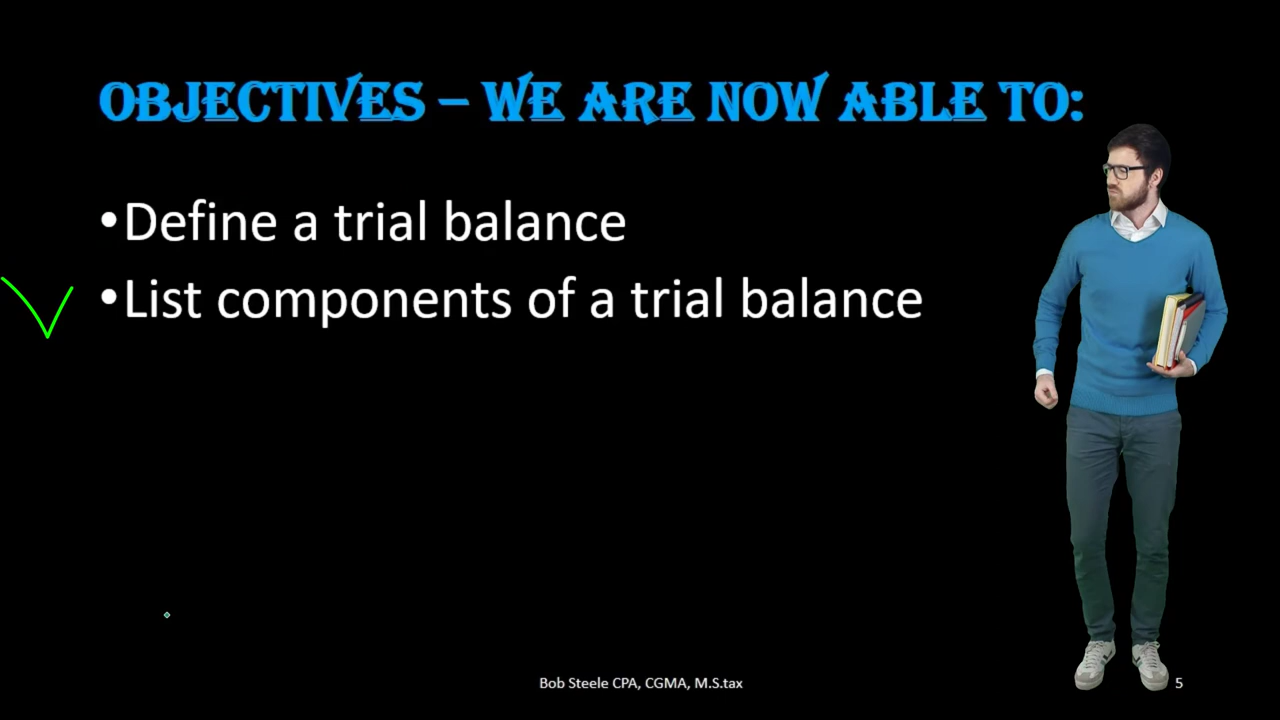 OBJECTIVES – WE ARE NOW ABLE TO:
•Define a trial balance
•List components of a trial balance
Bob Steele CPA, CGMA, M.S.tax
5